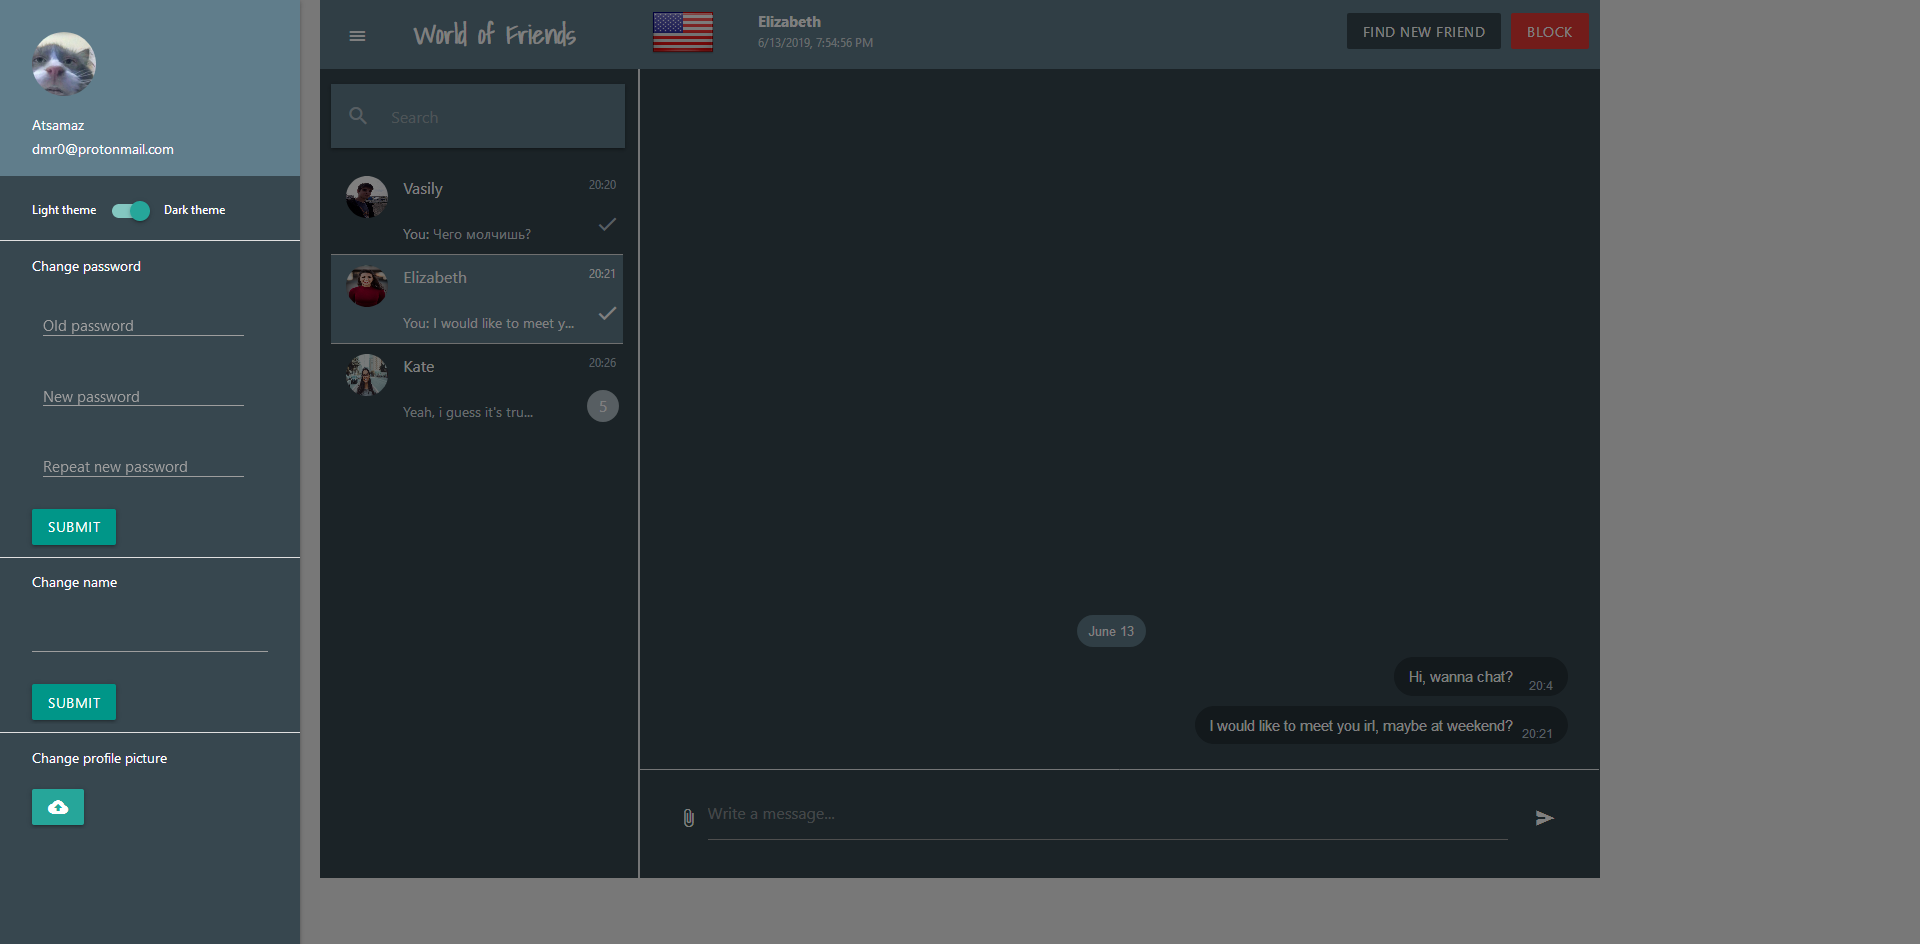 Atsamaz
dmr0@protonmail.com
Light theme Dark theme
Change password
Old password
New password
Repeat new password
SUBMIT
Change name
SUBMIT
Change profile picture
World of Friends
Elizabeth
6/13/2019, 7:54:56 PM
FIND NEW FRIEND
BLOCK
Search
Vasily 20:20
You: Чего молчишь?
Elizabeth 20:21
You: I would like to meet y...
Kate 20:26
Yeah, i guess it's tru... 5
June 13
Hi, wanna chat? 20:4
I would like to meet you irl, maybe at weekend? 20:21
Write a message...